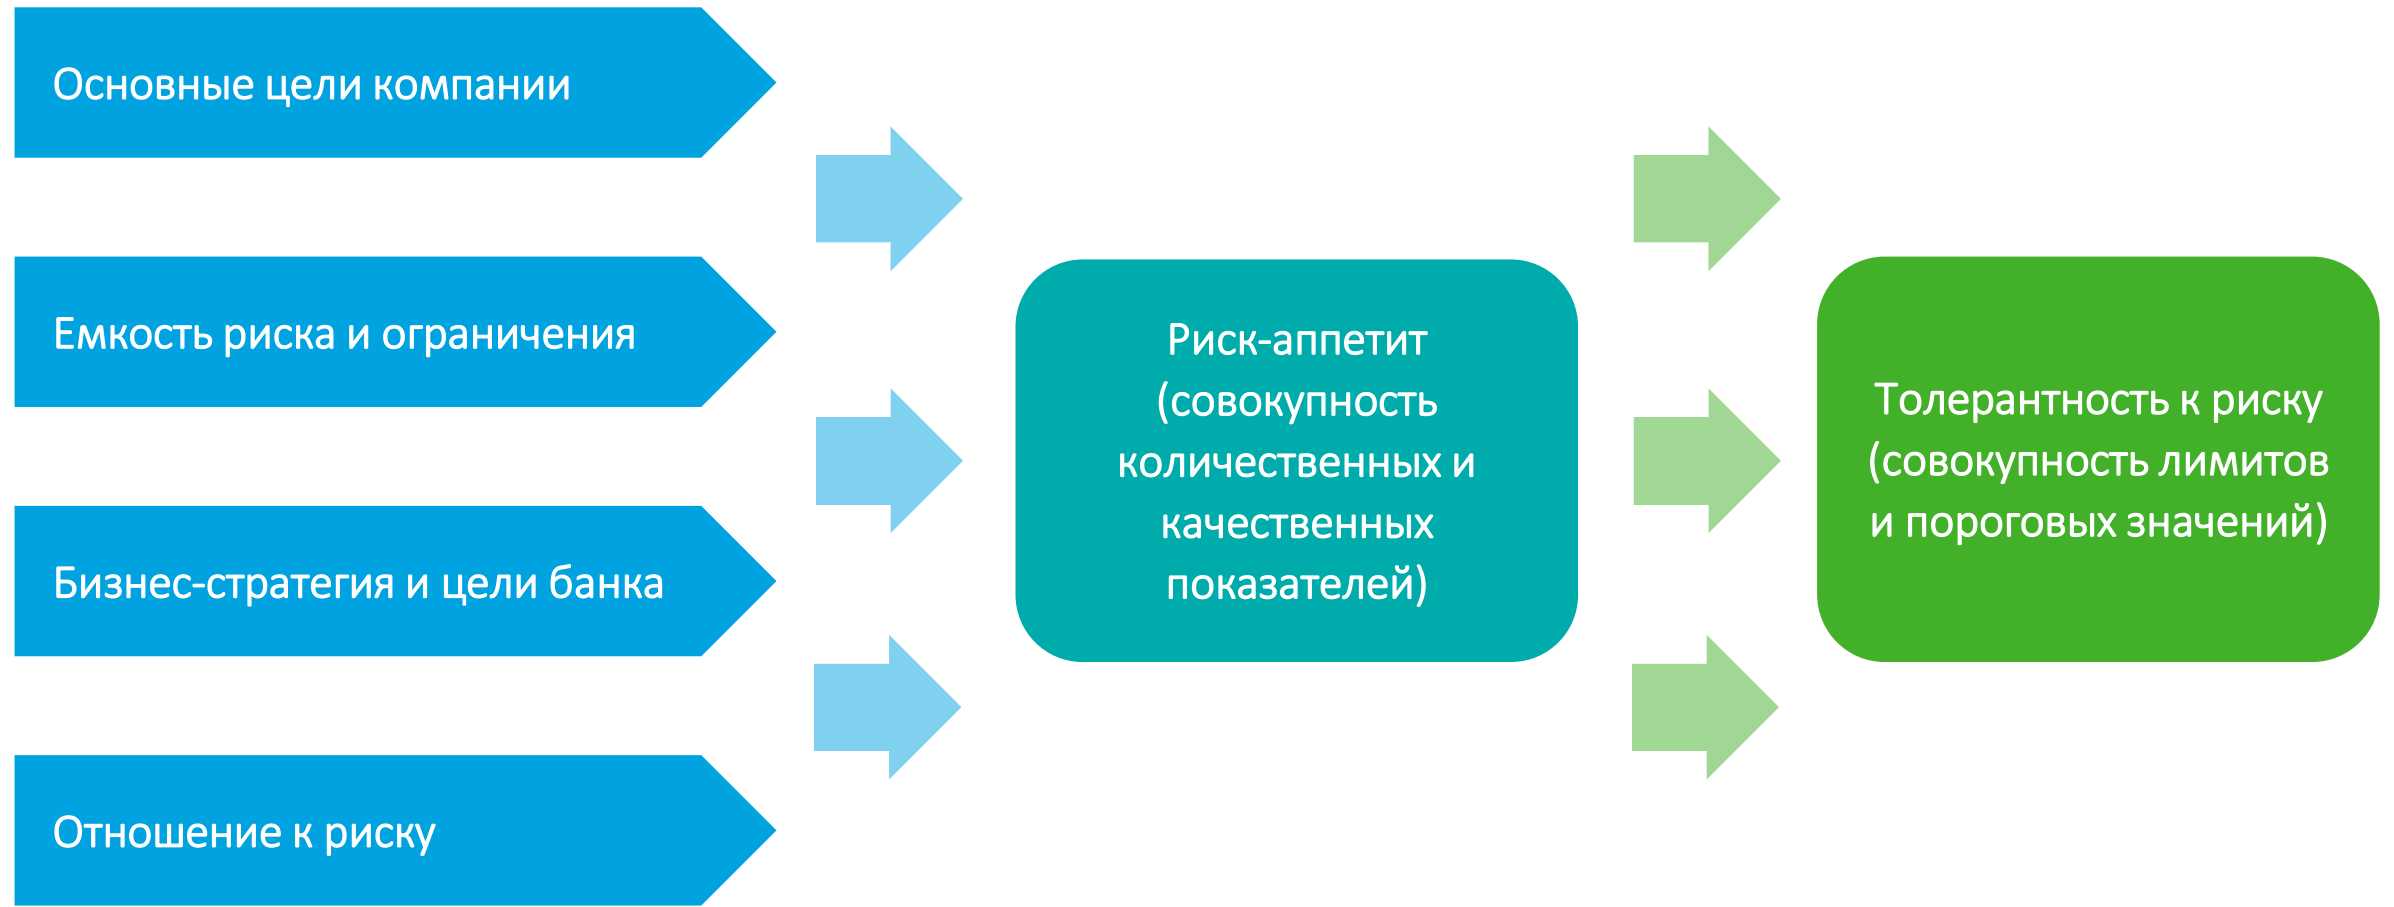 Основные цели компании
Емкость риска и ограничения
Бизнес-стратегия и цели банка
Отношение к риску
Риск-аппетит
(совокупность
количественных и
качественных
показателей)
Толерантность к риску
(совокупность лимитов
и пороговых значений)